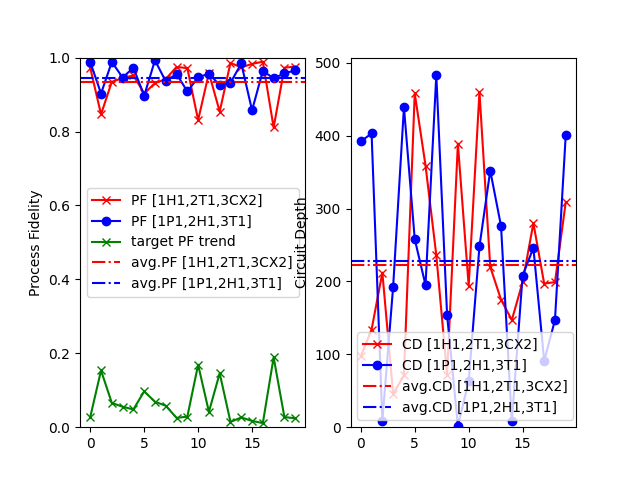 1.0
0.8
0.6
0.4
0.2
0.0
Process Fidelity
PF [1H1,2T1,3CX2]
PF [1P1,2H1,3T1]
target PF trend
avg.PF [1H1,2T1,3CX2]
avg.PF [1P1,2H1,3T1]
0 5 10 15
500
400
300
200
100
0
Circuit Depth
CD [1H1,2T1,3CX2]
CD [1P1,2H1,3T1]
avg.CD [1H1,2T1,3CX2]
avg.CD [1P1,2H1,3T1]
0 5 10 15